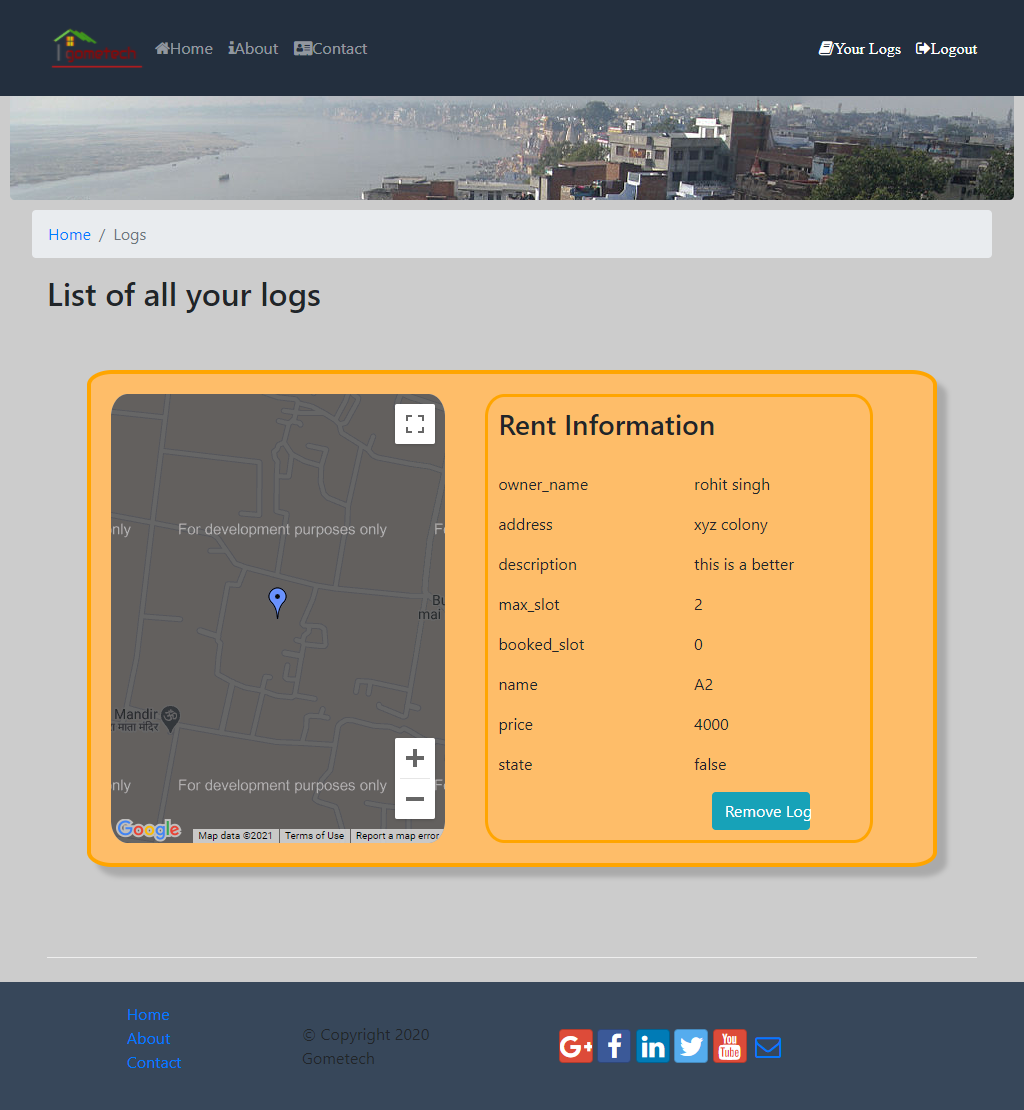 gometech Home About Contact Your Logs Logout
Home / Logs
List of all your logs
Rent Information
owner_name rohit singh
address xyz colony
description this is a better
max_slot 2
booked_slot 0
name A2
price 4000
state false
Remove Log
nly For development purposes only F
Bu
mai
Mandir
ा माता मंदिर
nly For development purposes only F
Google Map data ©2021 Terms of Use Report a map error
Home
About
Contact
© Copyright 2020
Gometech
G+ f in You Tube